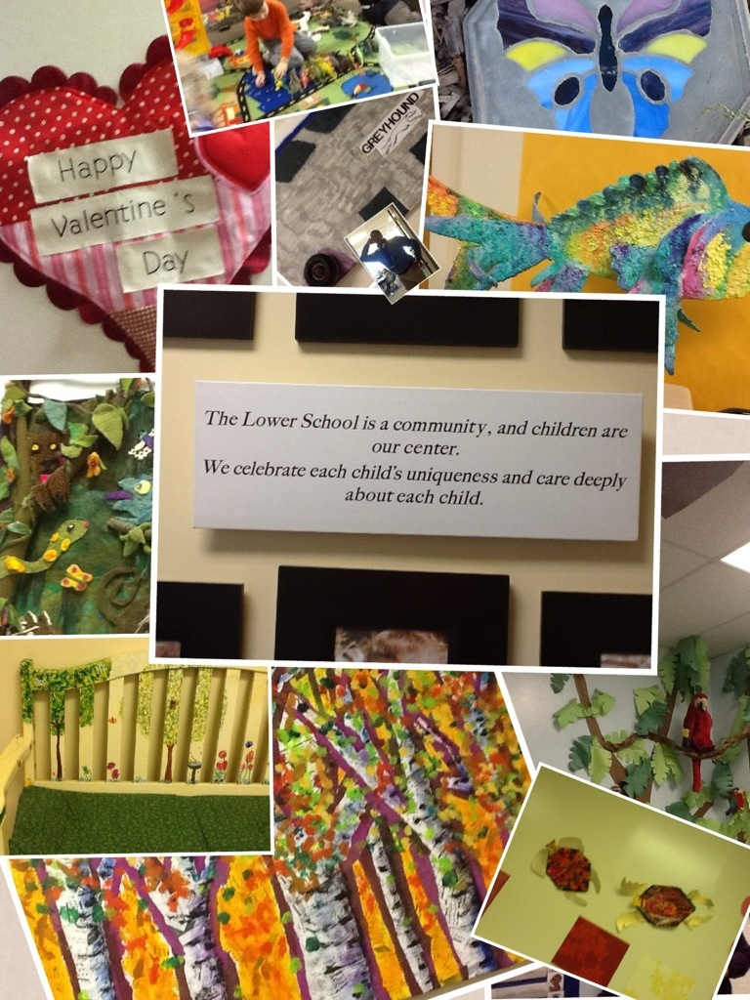 GREYHOUND
Happy
Valentine's
Day
The Lower School is a community, and children are
our center.
We celebrate each child's uniqueness and care deeply
about each child.